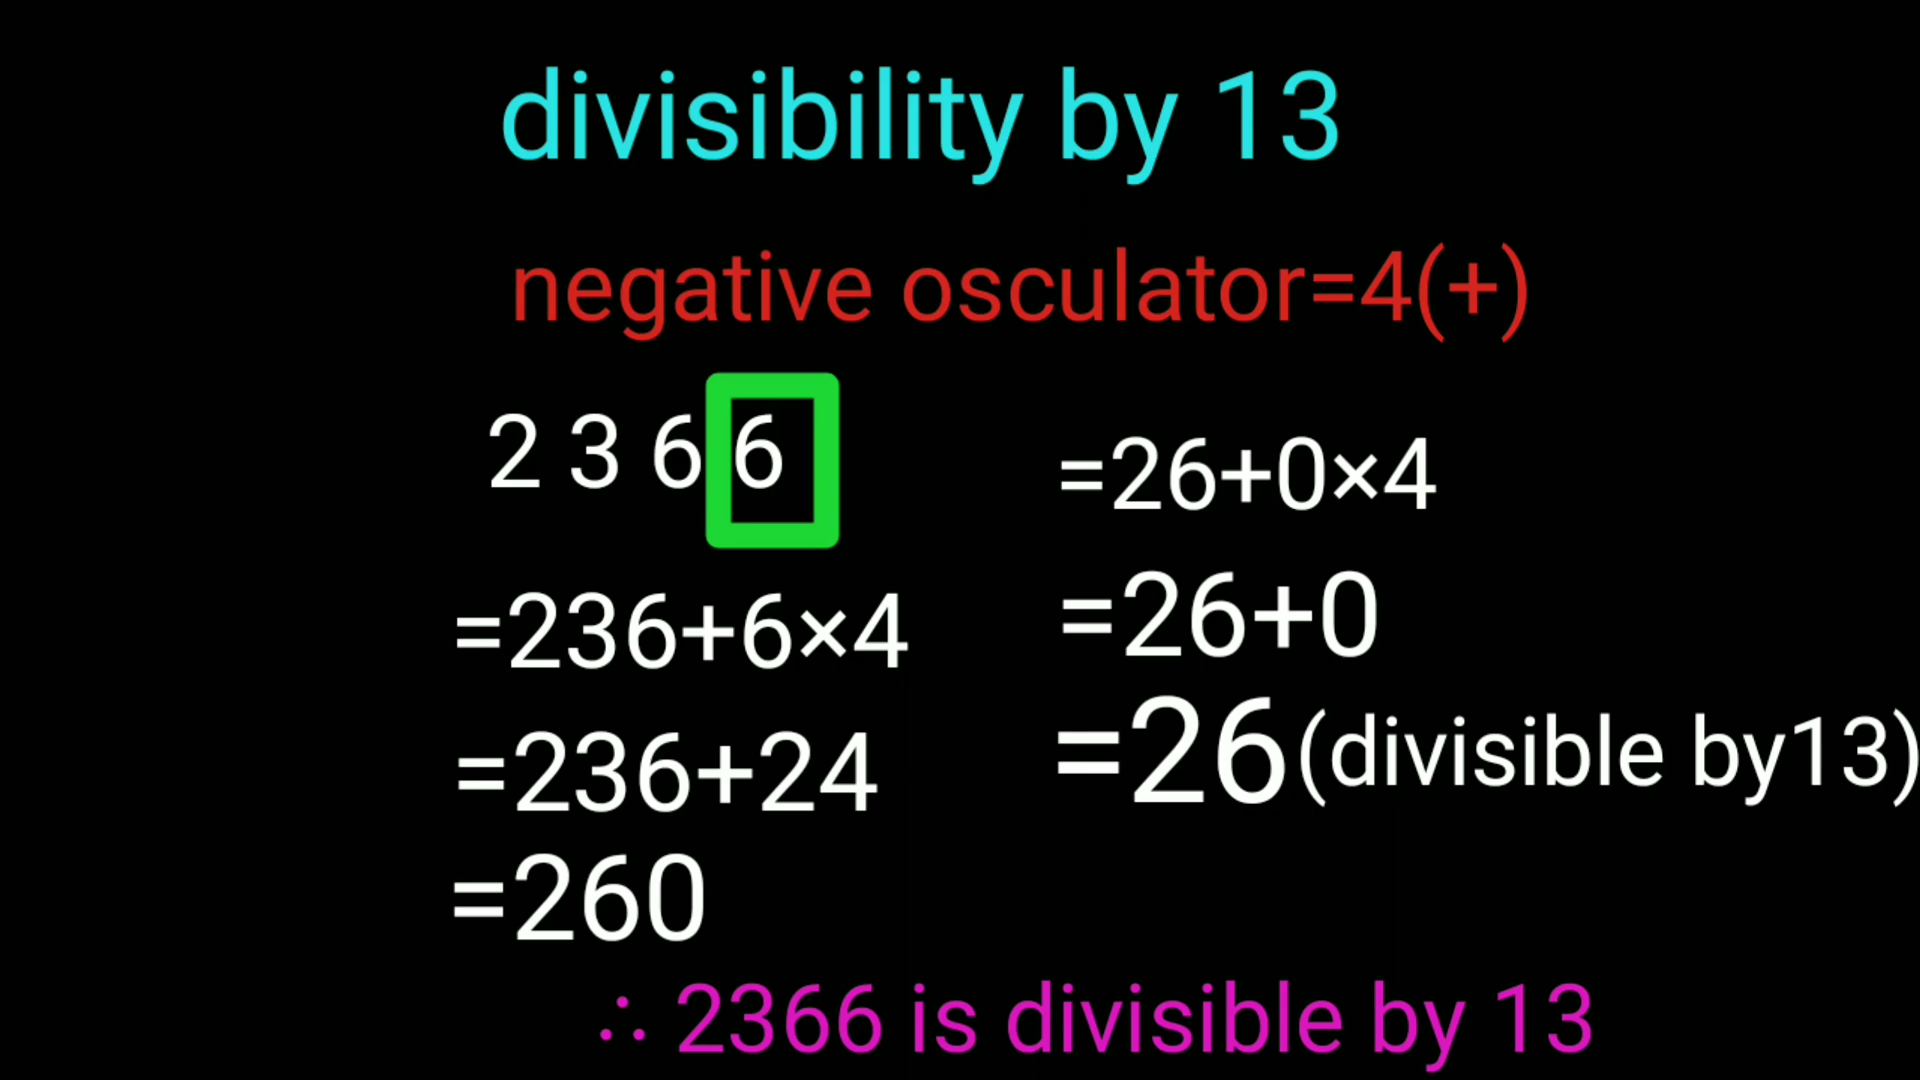 divisibility by 13
negative osculator=4(+)
2 3 6 6
=236+6×4
=236+24
=260
=26+0×4
=26+0
=26(divisible by13)
∴ 2366 is divisible by 13